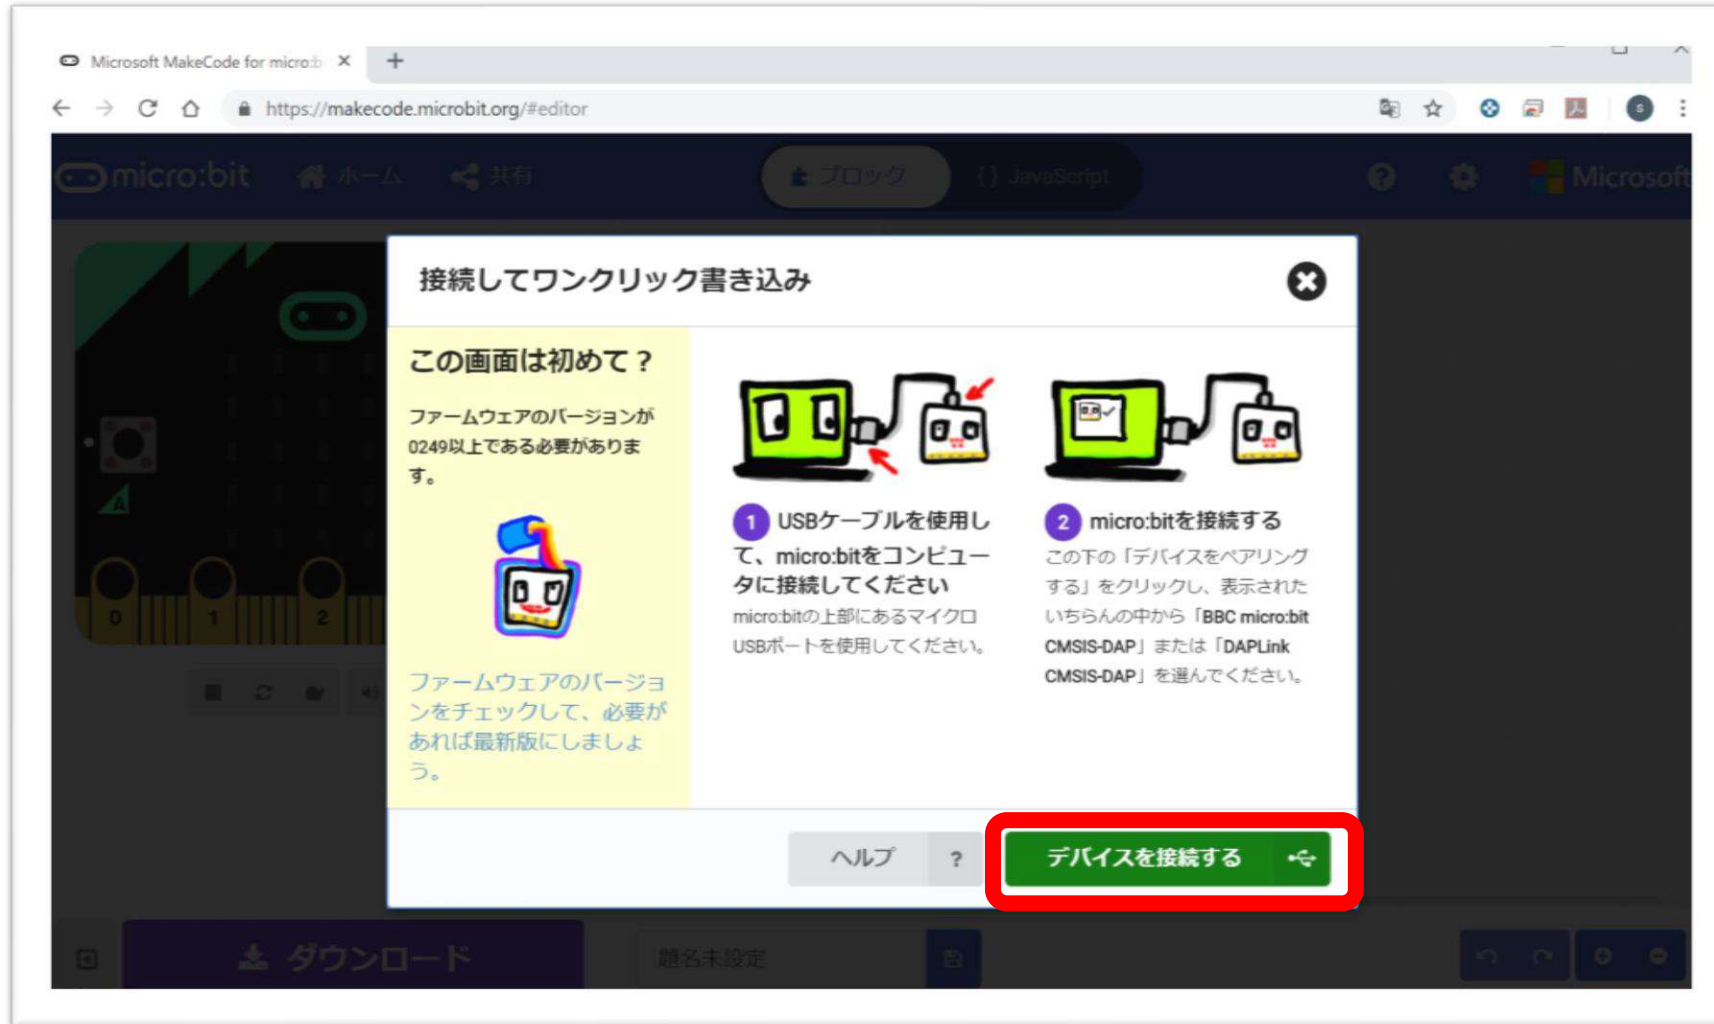 Microsoft MakeCode for micro:b
https://makecode.microbit.org/#editor
s
micro:bit
ホーム
共有
ブロック
{} JavaScript
?
Microsoft
接続してワンクリック書き込み
この画面は初めて？
ファームウェアのバージョンが
0249以上である必要がありま
す。
ファームウェアのバージョ
ンをチェックして、必要が
あれば最新版にしましょ
う。
1 USBケーブルを使用し
て、micro:bitをコンピュー
タに接続してください
micro:bitの上部にあるマイクロ
USBポートを使用してください。
2 micro:bitを接続する
この下の「デバイスをペアリング
する」をクリックし、表示された
いちらんの中から「BBC micro:bit
CMSIS-DAP」または「DAPLink
CMSIS-DAP」を選んでください。
A
0 1 2
ヘルプ ?
デバイスを接続する
ダウンロード
題名未設定